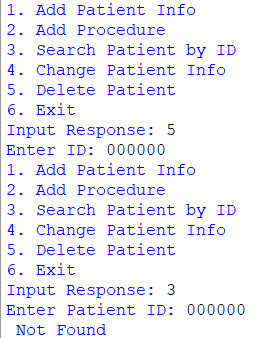 1. Add Patient Info
2. Add Procedure
3. Search Patient by ID
4. Change Patient Info
5. Delete Patient
6. Exit
Input Response: 5
Enter ID: 000000
1. Add Patient Info
2. Add Procedure
3. Search Patient by ID
4. Change Patient Info
5. Delete Patient
6. Exit
Input Response: 3
Enter Patient ID: 000000
 Not Found